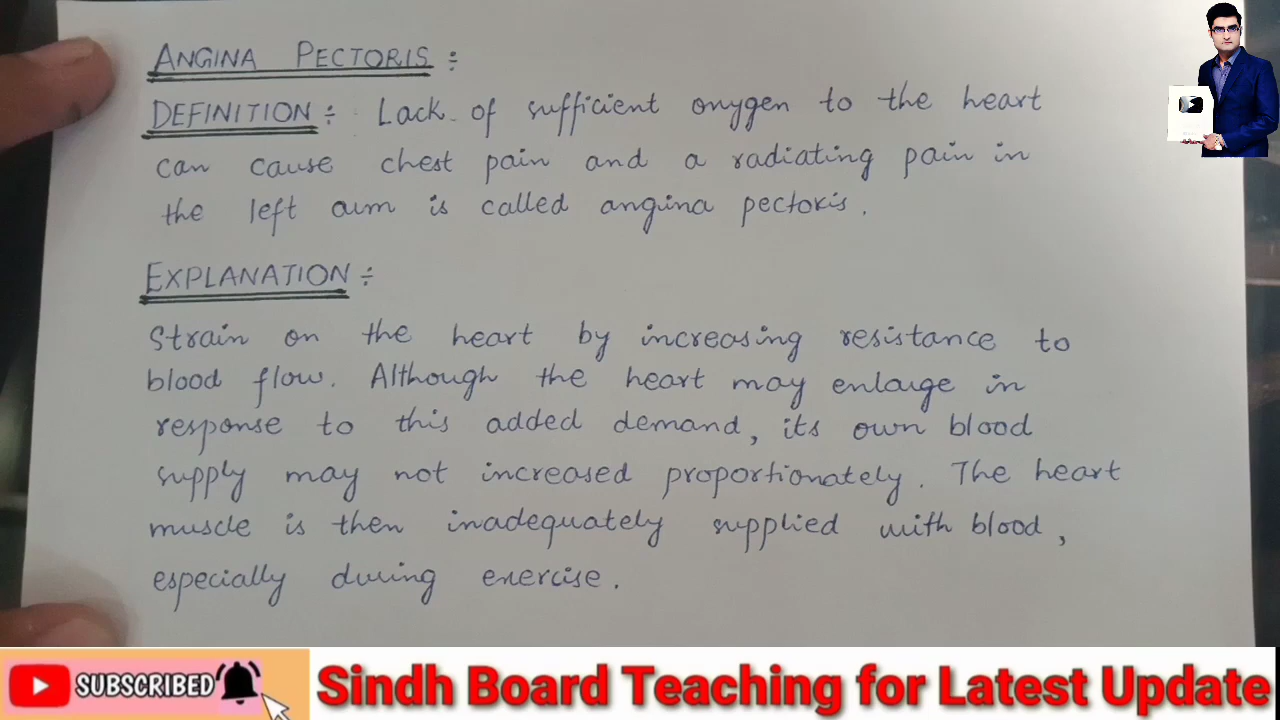 ANGINA PECTORIS :-
DEFINITION :- Lack of sufficient oxygen to the heart
can cause chest pain and a radiating pain in
the left arm is called angina pectoris.
EXPLANATION :-
Strain on the heart by increasing resistance to
blood flow. Although the heart may enlarge in
response to this added demand, its own blood
supply may not increased proportionately. The heart
muscle is then inadequately supplied with blood,
especially during exercise.
SUBSCRIBED
Sindh Board Teaching for Latest Update